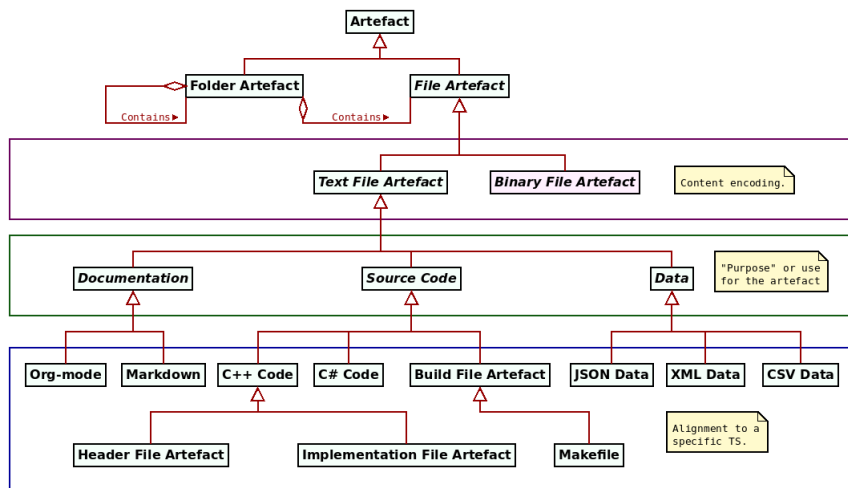 Artefact
Folder Artefact
File Artefact
Contains▶
Contains▶
Text File Artefact
Binary File Artefact
Content encoding.
Documentation
Source Code
Data
"Purpose" or use
for the artefact
Org-mode
Markdown
C++ Code
C# Code
Build File Artefact
JSON Data
XML Data
CSV Data
Alignment to a
specific TS.
Header File Artefact
Implementation File Artefact
Makefile